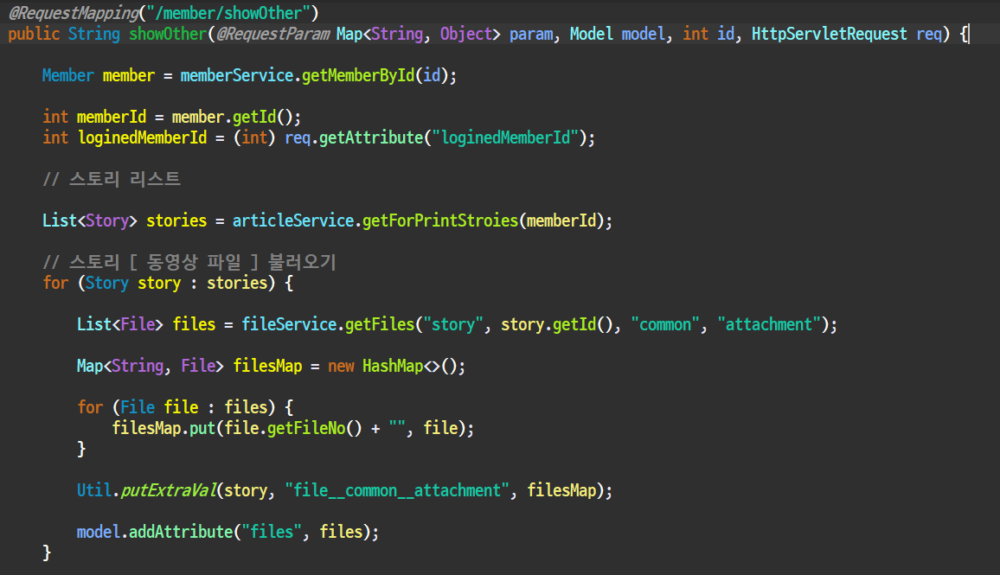 @RequestMapping("/member/showOther")
public String showOther(@RequestParam Map<String, Object> param, Model model, int id, HttpServletRequest req) {
Member member = memberService.getMemberById(id);
int memberId = member.getId();
int loginedMemberId = (int) req.getAttribute("loginedMemberId");
// 스토리 리스트
List<Story> stories = articleService.getForPrintStroies(memberId);
// 스토리 [ 동영상 파일 ] 불러오기
for (Story story : stories) {
List<File> files = fileService.getFiles("story", story.getId(), "common", "attachment");
Map<String, File> filesMap = new HashMap<>();
for (File file : files) {
filesMap.put(file.getFileNo() + "", file);
}
Util.putExtraVal(story, "file__common__attachment", filesMap);
model.addAttribute("files", files);
}